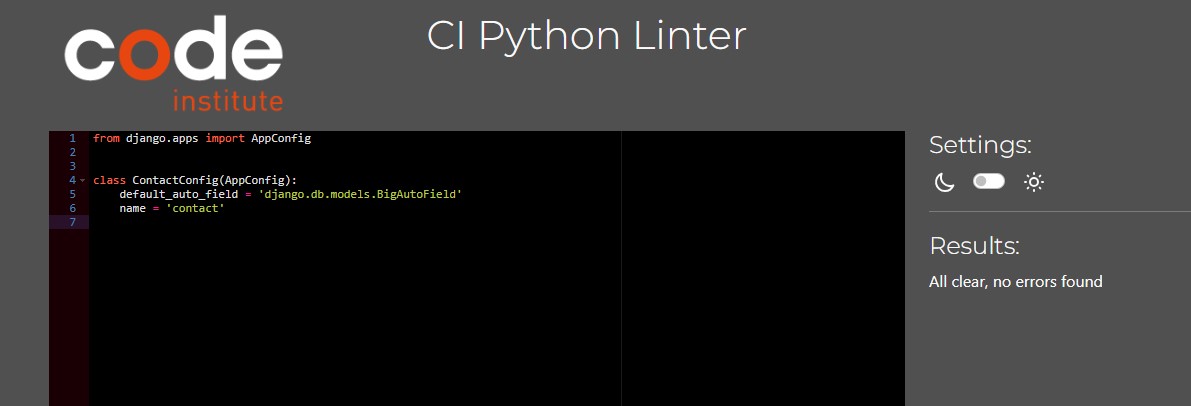 code
institute
CI Python Linter
1 from django.apps import AppConfig
2
3
4 class ContactConfig(AppConfig):
5     default_auto_field = 'django.db.models.BigAutoField'
6     name = 'contact'
7
Settings:
Results:
All clear, no errors found